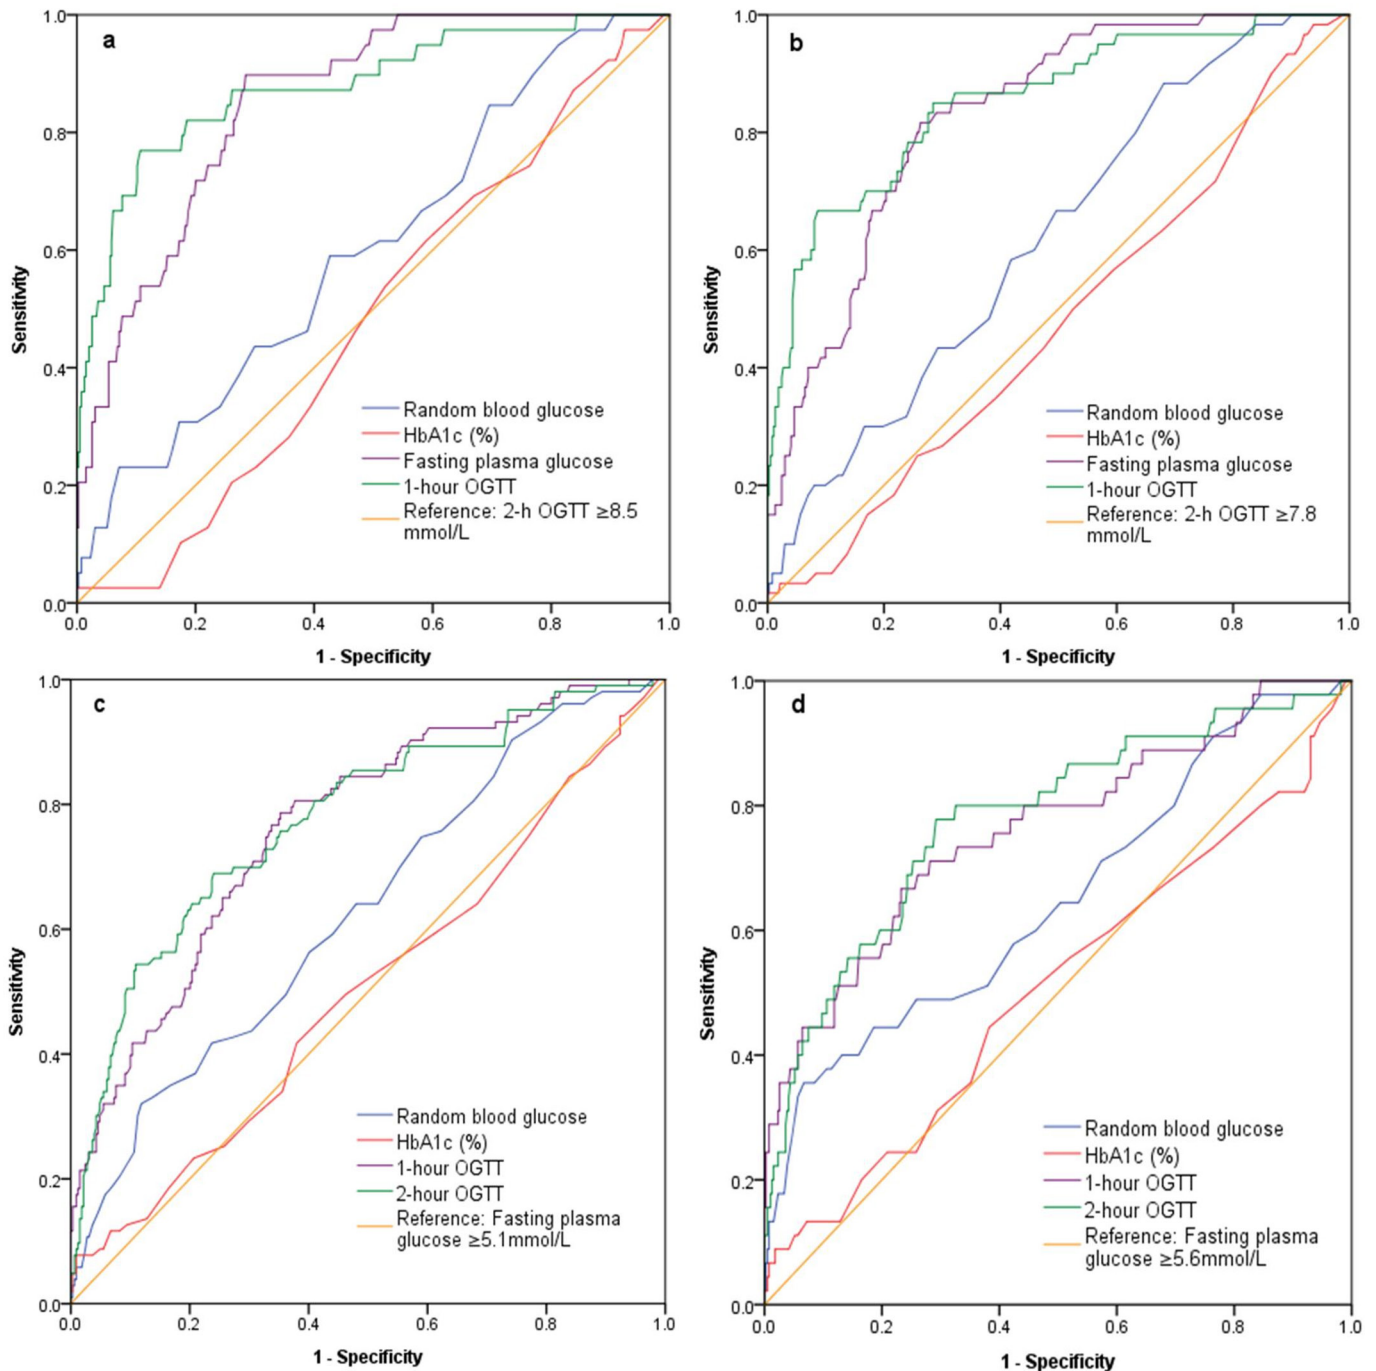 a
1.0
0.8
0.6
0.4
0.2
0.0
Sensitivity
Random blood glucose
HbA1c (%)
Fasting plasma glucose
1-hour OGTT
Reference: 2-h OGTT ≥8.5
mmol/L
0.0 0.2 0.4 0.6 0.8 1.0
1 - Specificity
b
1.0
0.8
0.6
0.4
0.2
0.0
Sensitivity
Random blood glucose
HbA1c (%)
Fasting plasma glucose
1-hour OGTT
Reference: 2-h OGTT ≥7.8
mmol/L
0.0 0.2 0.4 0.6 0.8 1.0
1 - Specificity
c
1.0
0.8
0.6
0.4
0.2
0.0
Sensitivity
Random blood glucose
HbA1c (%)
1-hour OGTT
2-hour OGTT
Reference: Fasting plasma
glucose ≥5.1mmol/L
0.0 0.2 0.4 0.6 0.8 1.0
1 - Specificity
d
1.0
0.8
0.6
0.4
0.2
0.0
Sensitivity
Random blood glucose
HbA1c (%)
1-hour OGTT
2-hour OGTT
Reference: Fasting plasma
glucose ≥5.6mmol/L
0.0 0.2 0.4 0.6 0.8 1.0
1 - Specificity